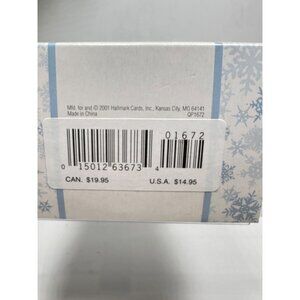 Mfd. for and © 2001 Hallmark Cards, Inc., Kansas City, MO 64141
Made in China QP1672
01672
0 15012 63673 4
CAN. $19.95 U.S.A. $14.95